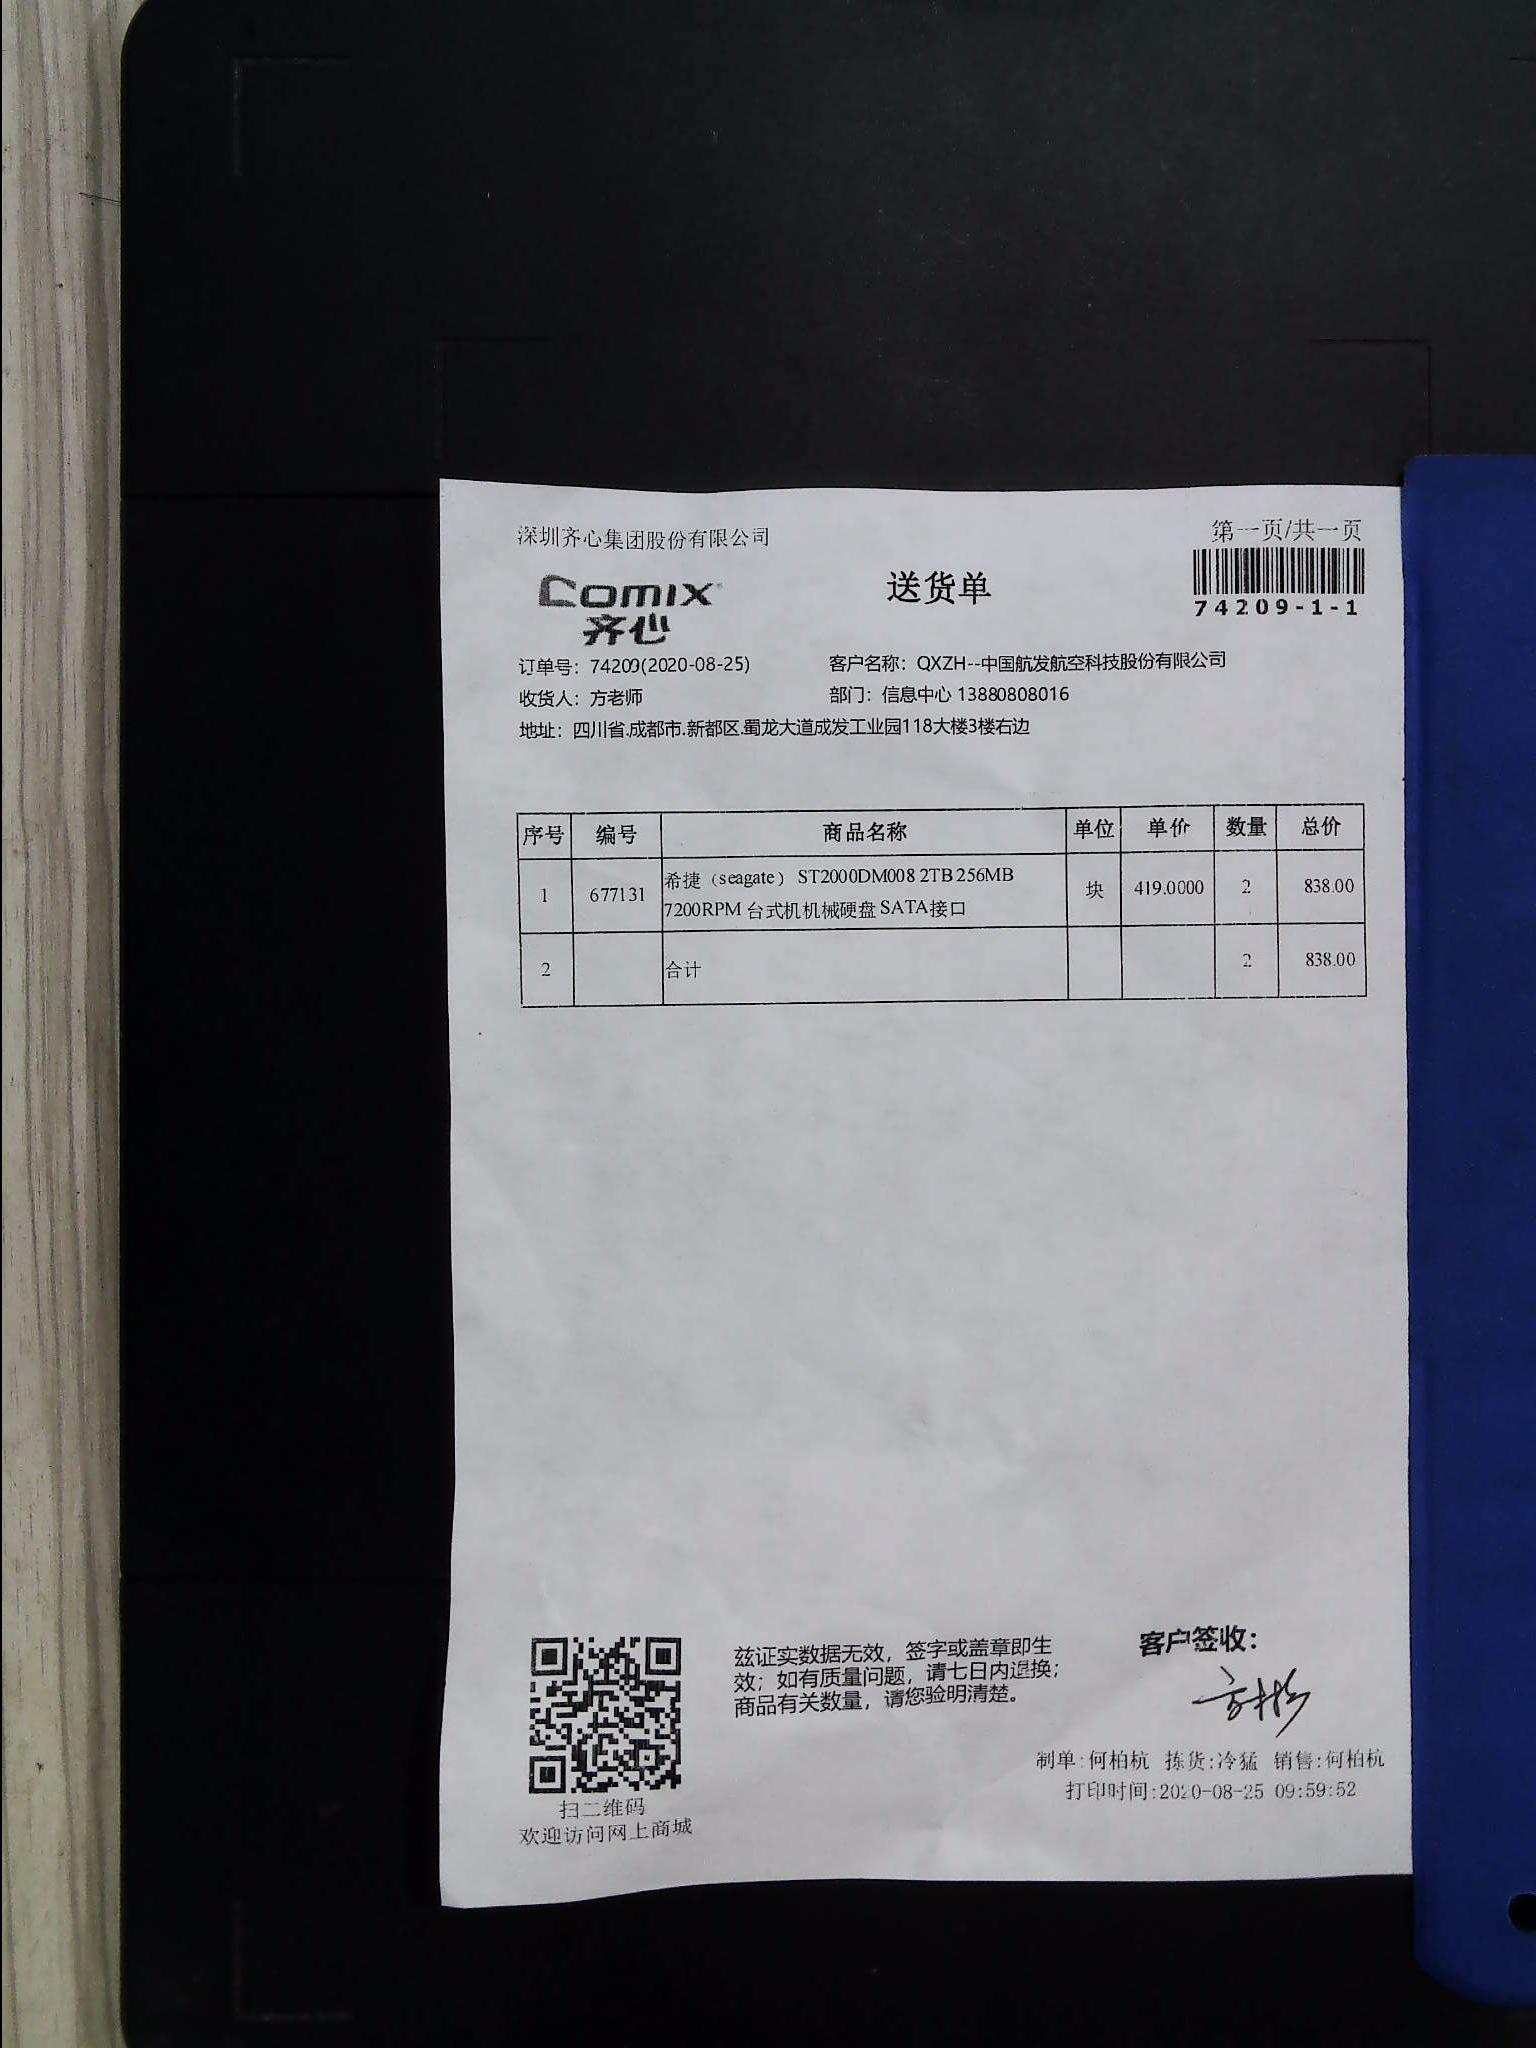 深圳齐心集团股份有限公司
第一页/共一页
Comix
齐心
送货单
74209-1-1
订单号：74209(2020-08-25) 客户名称：QXZH--中国航发航空科技股份有限公司
收货人：方老师 部门：信息中心 13880808016
地址：四川省.成都市.新都区.蜀龙大道成发工业园118大楼3楼右边
序号 编号 商品名称 单位 单价 数量 总价
1 677131 希捷（seagate） ST2000DM008 2TB 256MB 块 419.0000 2 838.00
7200RPM 台式机机械硬盘 SATA接口
2 合计 2 838.00
兹证实数据无效，签字或盖章即生
效；如有质量问题，请七日内退换；
商品有关数量，请您验明清楚。
客户签收：
制单:何柏杭 拣货:冷猛 销售:何柏杭
打印时间:2020-08-25 09:59:52
扫二维码
欢迎访问网上商城